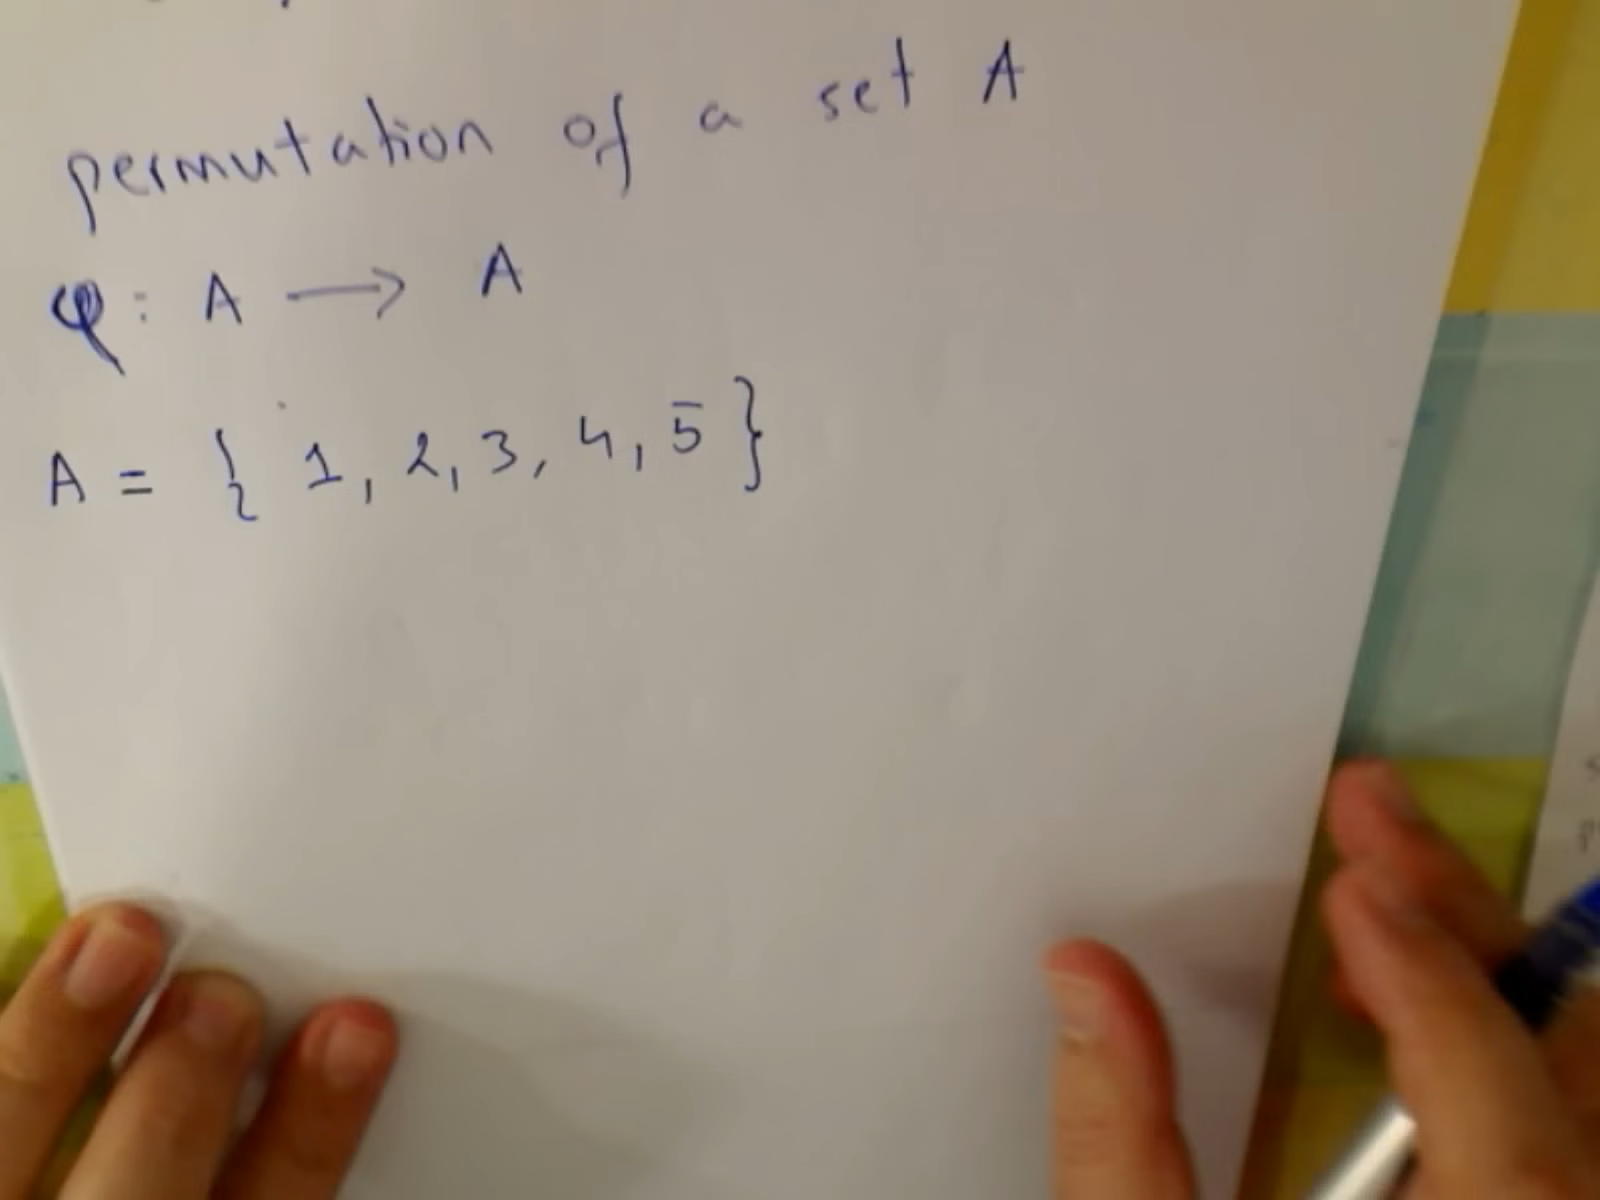 permutation of a set A
φ: A → A
A = { 1, 2, 3, 4, 5 }